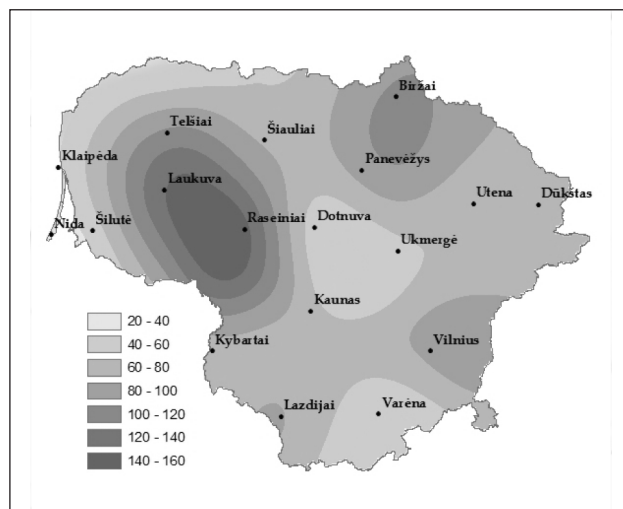 Biržai
Telšiai
Šiauliai
Klaipėda
Panevėžys
Laukuva
Utena
Dūkštas
Nida
Šilutė
Raseiniai
Dotnuva
Ukmergė
Kaunas
20 - 40
40 - 60
Kybartai
Vilnius
60 - 80
80 - 100
100 - 120
Lazdijai
Varėna
120 - 140
140 - 160